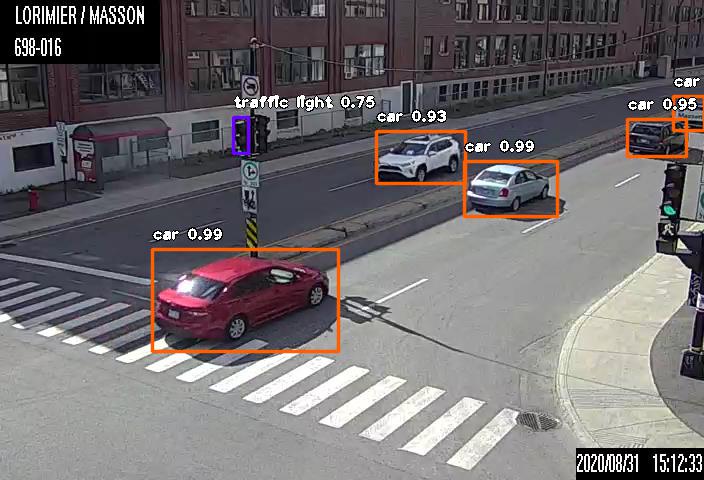 LORIMIER / MASSON
698-016
traffic light 0.75
car 0.93
car 0.99
car 0.95
car
car 0.99
2020/08/31 15:12:33